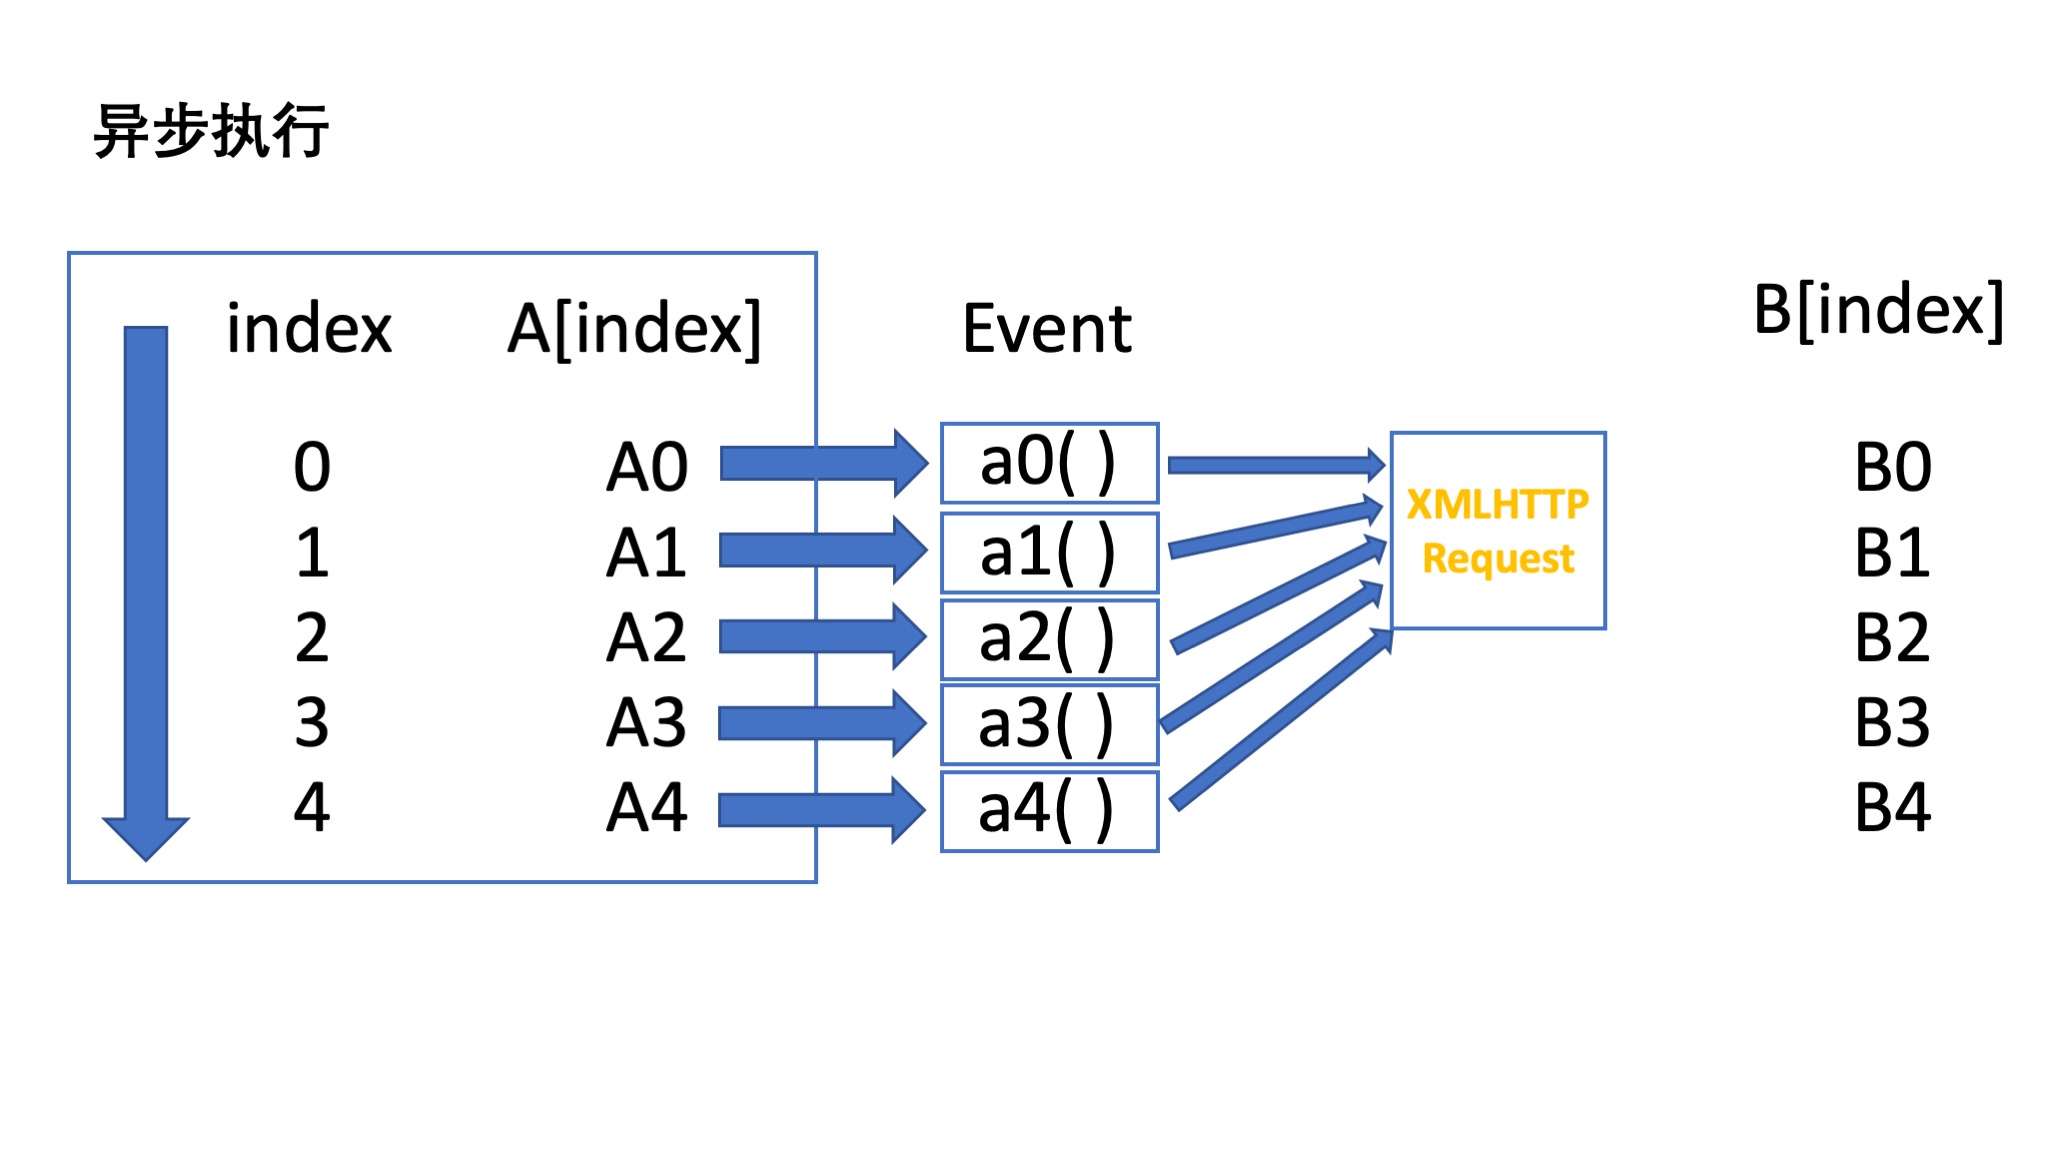 异步执行
index A[index] Event B[index]
0 A0 a0( ) B0
1 A1 a1( ) B1
2 A2 a2( ) B2
3 A3 a3( ) B3
4 A4 a4( ) B4
XMLHTTP
Request